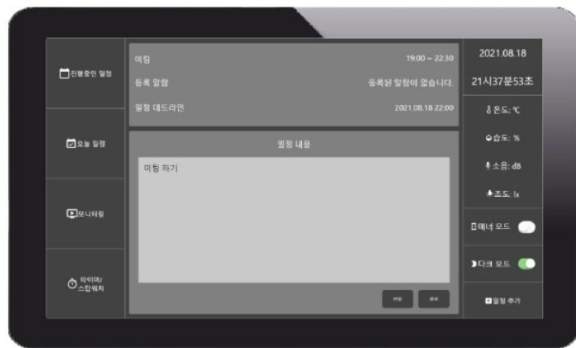 진행중인 일정
오늘 일정
모니터링
타이머/
스탑워치
미팅 19:00 ~ 22:30
등록 알람 등록된 알람이 없습니다.
일정 데드라인 2021.08.18 22:00
일정 내용
미팅 하기
2021.08.18
21시37분53초
온도: ℃
습도: %
소음: dB
조도: lx
매너 모드
다크 모드
일정 추가